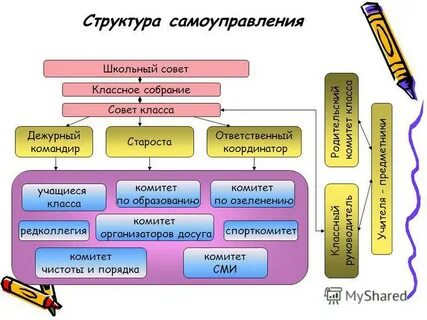 Структура самоуправления
Школьный совет
Классное собрание
Совет класса
Дежурный
командир
Староста
Ответственный
координатор
учащиеся
класса
комитет
по образованию
комитет
по озеленению
редколлегия
комитет
организаторов досуга
спорткомитет
комитет
чистоты и порядка
комитет
СМИ
Родительский
комитет класса
Классный
руководитель
Учителя - предметники
MyShared